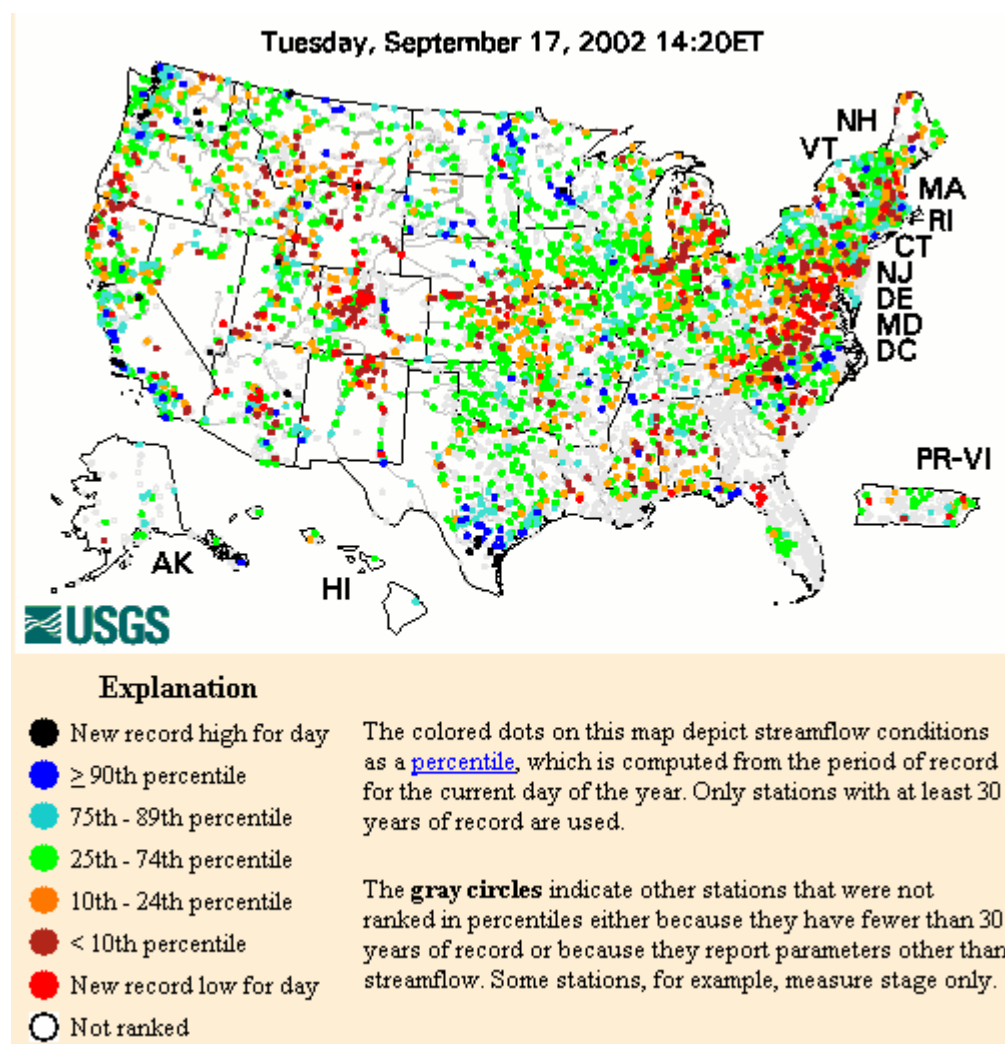 Tuesday, September 17, 2002 14:20ET
NH
VT
MA
RI
CT
NJ
DE
MD
DC
PR-VI
AK
HI
USGS
Explanation
New record high for day
≥ 90th percentile
75th - 89th percentile
25th - 74th percentile
10th - 24th percentile
< 10th percentile
New record low for day
Not ranked
The colored dots on this map depict streamflow conditions
as a percentile, which is computed from the period of record
for the current day of the year. Only stations with at least 30
years of record are used.
The gray circles indicate other stations that were not
ranked in percentiles either because they have fewer than 30
years of record or because they report parameters other than
streamflow. Some stations, for example, measure stage only.